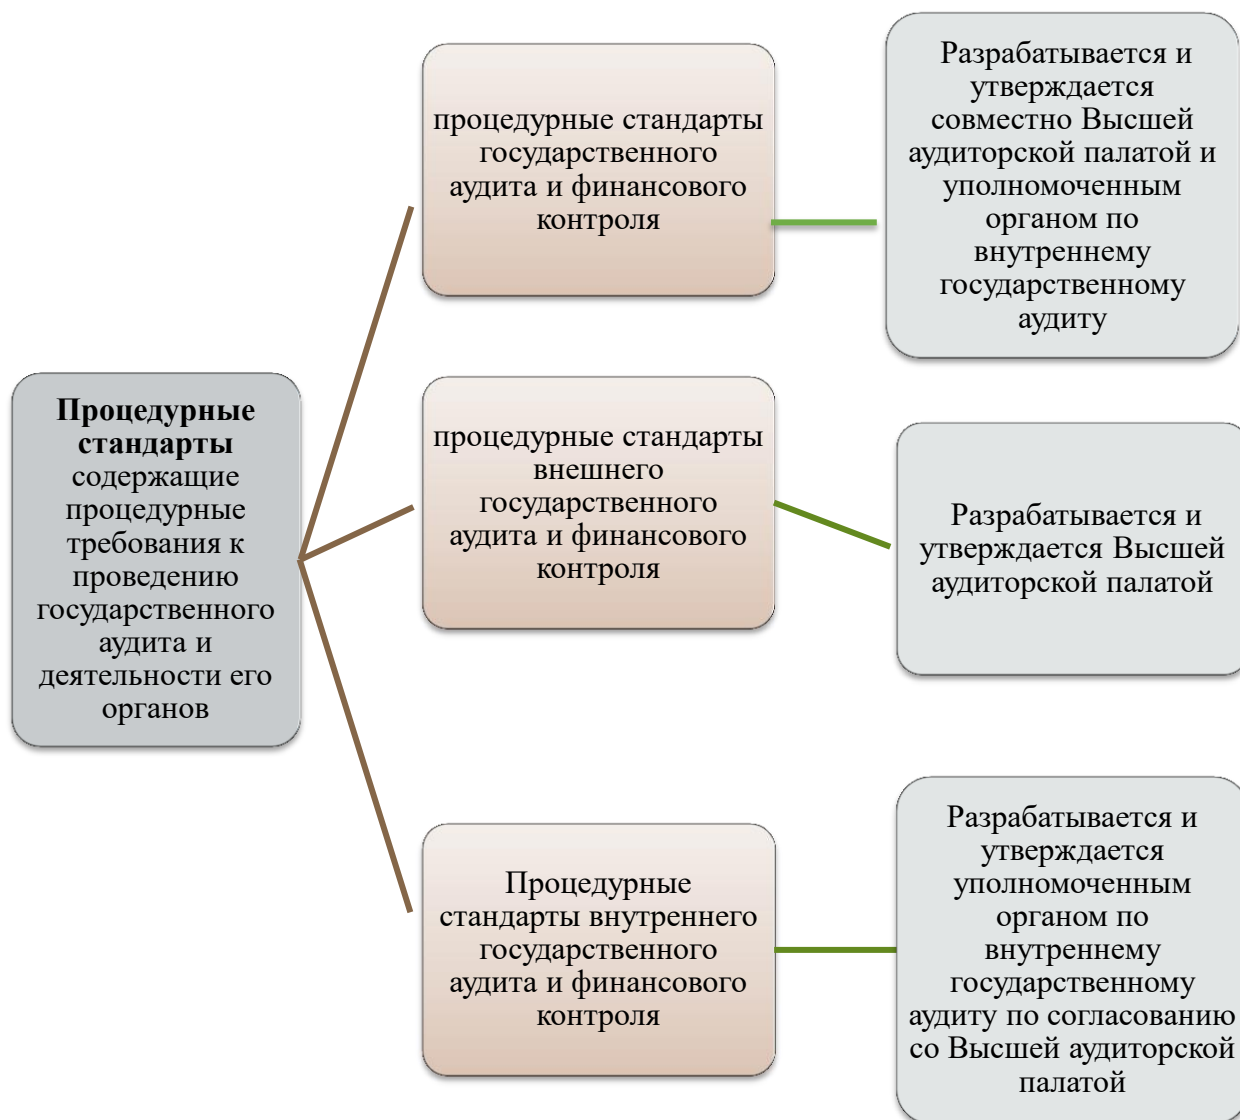 Процедурные
стандарты
содержащие
процедурные
требования к
проведению
государственного
аудита и
деятельности его
органов
процедурные стандарты
государственного
аудита и финансового
контроля
Разрабатывается и
утверждается
совместно Высшей
аудиторской палатой и
уполномоченным
органом по
внутреннему
государственному
аудиту
процедурные стандарты
внешнего
государственного
аудита и финансового
контроля
Разрабатывается и
утверждается Высшей
аудиторской палатой
Процедурные
стандарты внутреннего
государственного
аудита и финансового
контроля
Разрабатывается и
утверждается
уполномоченным
органом по
внутреннему
государственному
аудиту по согласованию
со Высшей аудиторской
палатой